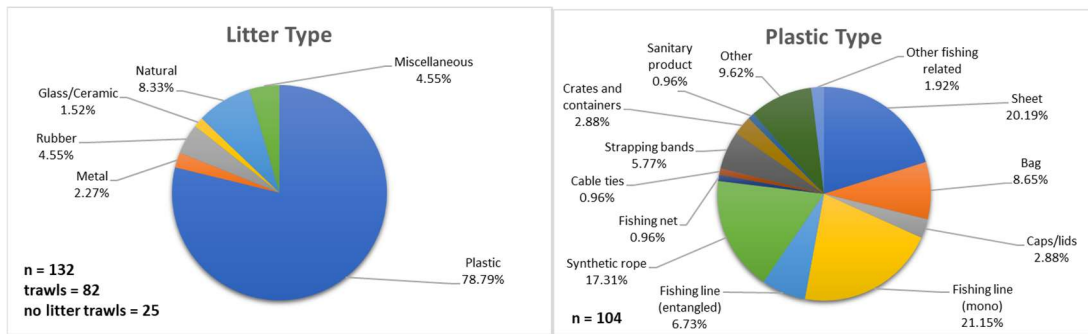 Litter Type
Natural
8.33%
Miscellaneous
4.55%
Glass/Ceramic
1.52%
Rubber
4.55%
Metal
2.27%
Plastic
78.79%
n = 132
trawls = 82
no litter trawls = 25
Plastic Type
Sanitary
product
0.96%
Other
9.62%
Other fishing
related
1.92%
Crates and
containers
2.88%
Sheet
20.19%
Strapping bands
5.77%
Bag
8.65%
Cable ties
0.96%
Fishing net
0.96%
Caps/lids
2.88%
Synthetic rope
17.31%
Fishing line
(entangled)
6.73%
Fishing line
(mono)
21.15%
n = 104